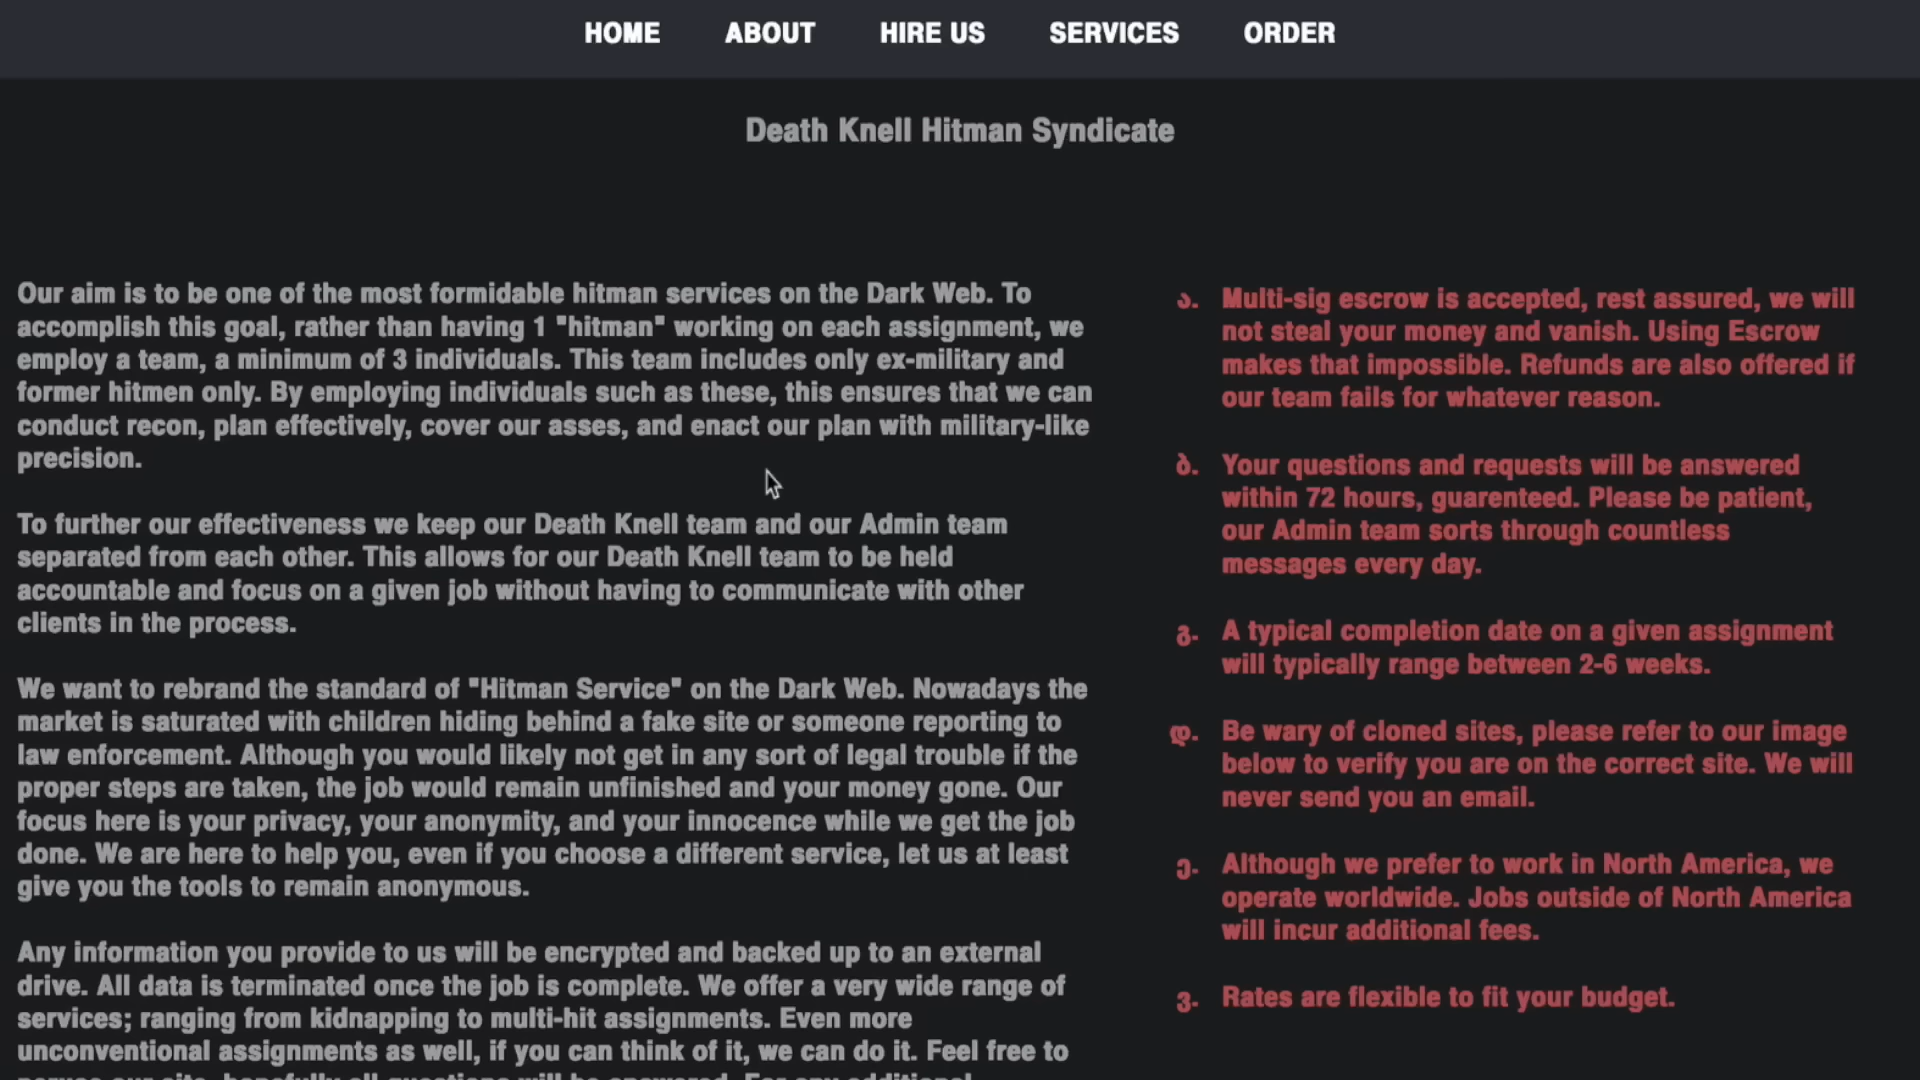 HOME ABOUT HIRE US SERVICES ORDER
Death Knell Hitman Syndicate
Our aim is to be one of the most formidable hitman services on the Dark Web. To
accomplish this goal, rather than having 1 "hitman" working on each assignment, we
employ a team, a minimum of 3 individuals. This team includes only ex-military and
former hitmen only. By employing individuals such as these, this ensures that we can
conduct recon, plan effectively, cover our asses, and enact our plan with military-like
precision.
To further our effectiveness we keep our Death Knell team and our Admin team
separated from each other. This allows for our Death Knell team to be held
accountable and focus on a given job without having to communicate with other
clients in the process.
We want to rebrand the standard of "Hitman Service" on the Dark Web. Nowadays the
market is saturated with children hiding behind a fake site or someone reporting to
law enforcement. Although you would likely not get in any sort of legal trouble if the
proper steps are taken, the job would remain unfinished and your money gone. Our
focus here is your privacy, your anonymity, and your innocence while we get the job
done. We are here to help you, even if you choose a different service, let us at least
give you the tools to remain anonymous.
Any information you provide to us will be encrypted and backed up to an external
drive. All data is terminated once the job is complete. We offer a very wide range of
services; ranging from kidnapping to multi-hit assignments. Even more
unconventional assignments as well, if you can think of it, we can do it. Feel free to
ა. Multi-sig escrow is accepted, rest assured, we will
not steal your money and vanish. Using Escrow
makes that impossible. Refunds are also offered if
our team fails for whatever reason.
ბ. Your questions and requests will be answered
within 72 hours, guarenteed. Please be patient,
our Admin team sorts through countless
messages every day.
გ. A typical completion date on a given assignment
will typically range between 2-6 weeks.
დ. Be wary of cloned sites, please refer to our image
below to verify you are on the correct site. We will
never send you an email.
ე. Although we prefer to work in North America, we
operate worldwide. Jobs outside of North America
will incur additional fees.
ვ. Rates are flexible to fit your budget.